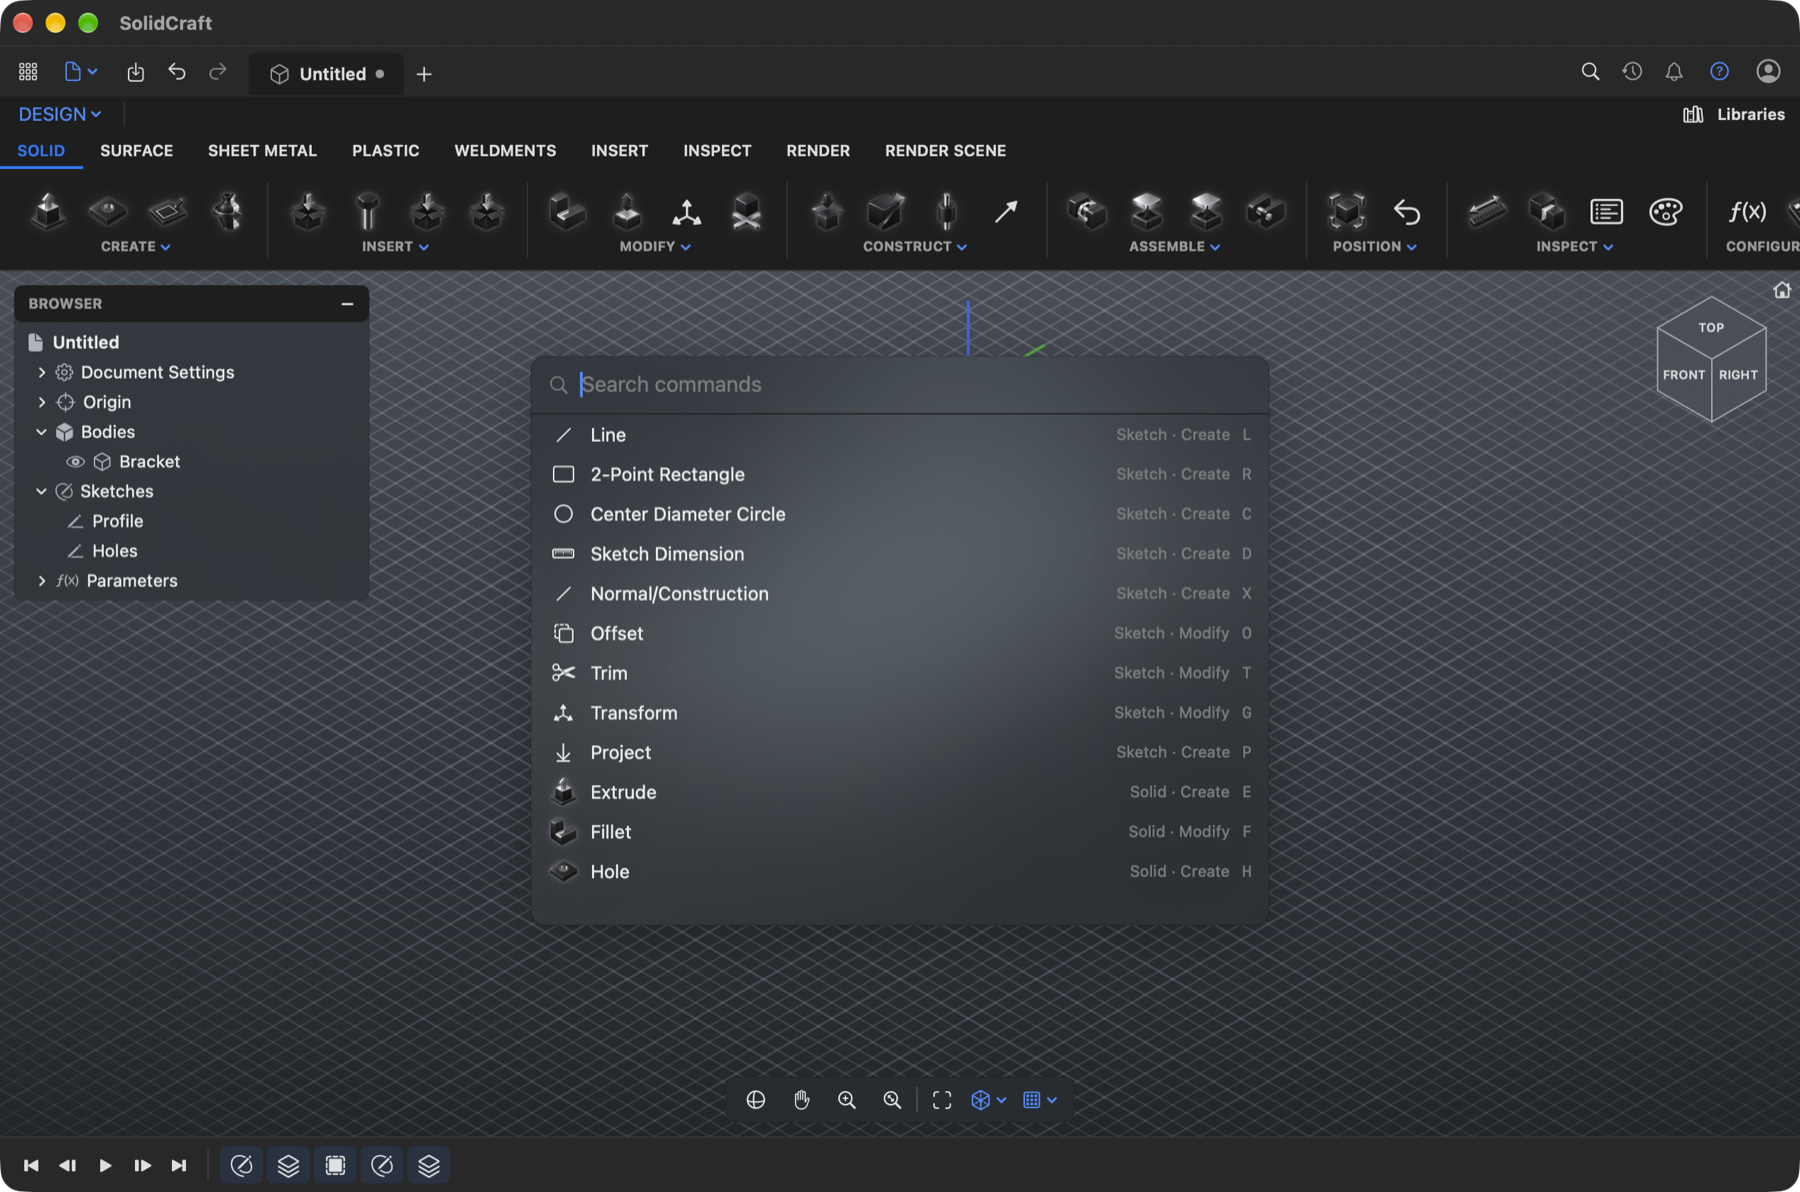 SolidCraft
Untitled
DESIGN
Libraries
SOLID SURFACE SHEET METAL PLASTIC WELDMENTS INSERT INSPECT RENDER RENDER SCENE
f(x)
CREATE INSERT MODIFY CONSTRUCT ASSEMBLE POSITION INSPECT CONFIGUR
BROWSER
Untitled
Document Settings
Origin
Bodies
Bracket
Sketches
Profile
Holes
f(x) Parameters
TOP
FRONT RIGHT
Search commands
Line Sketch · Create L
2-Point Rectangle Sketch · Create R
Center Diameter Circle Sketch · Create C
Sketch Dimension Sketch · Create D
Normal/Construction Sketch · Create X
Offset Sketch · Modify O
Trim Sketch · Modify T
Transform Sketch · Modify G
Project Sketch · Create P
Extrude Solid · Create E
Fillet Solid · Modify F
Hole Solid · Create H